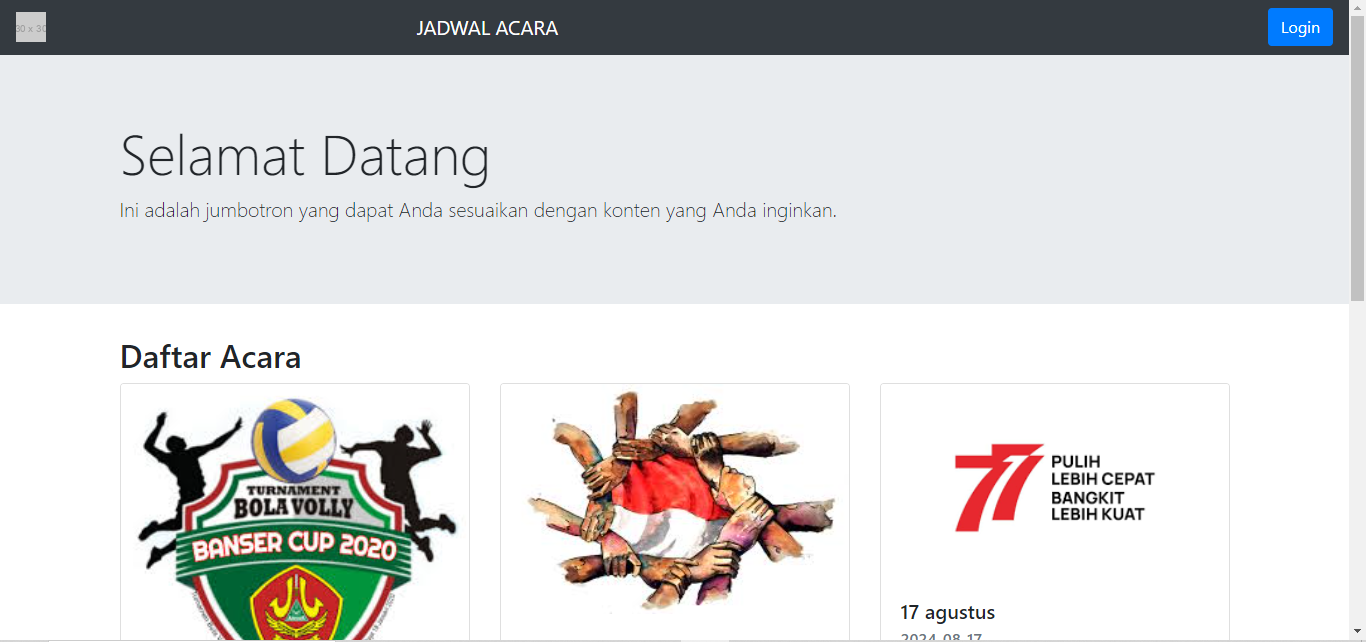 30 x 30
JADWAL ACARA
Login
Selamat Datang
Ini adalah jumbotron yang dapat Anda sesuaikan dengan konten yang Anda inginkan.
Daftar Acara
TURNAMENT
BOLA VOLLY
BANSER CUP 2020
77
PULIH
LEBIH CEPAT
BANGKIT
LEBIH KUAT
17 agustus
2024-08-17